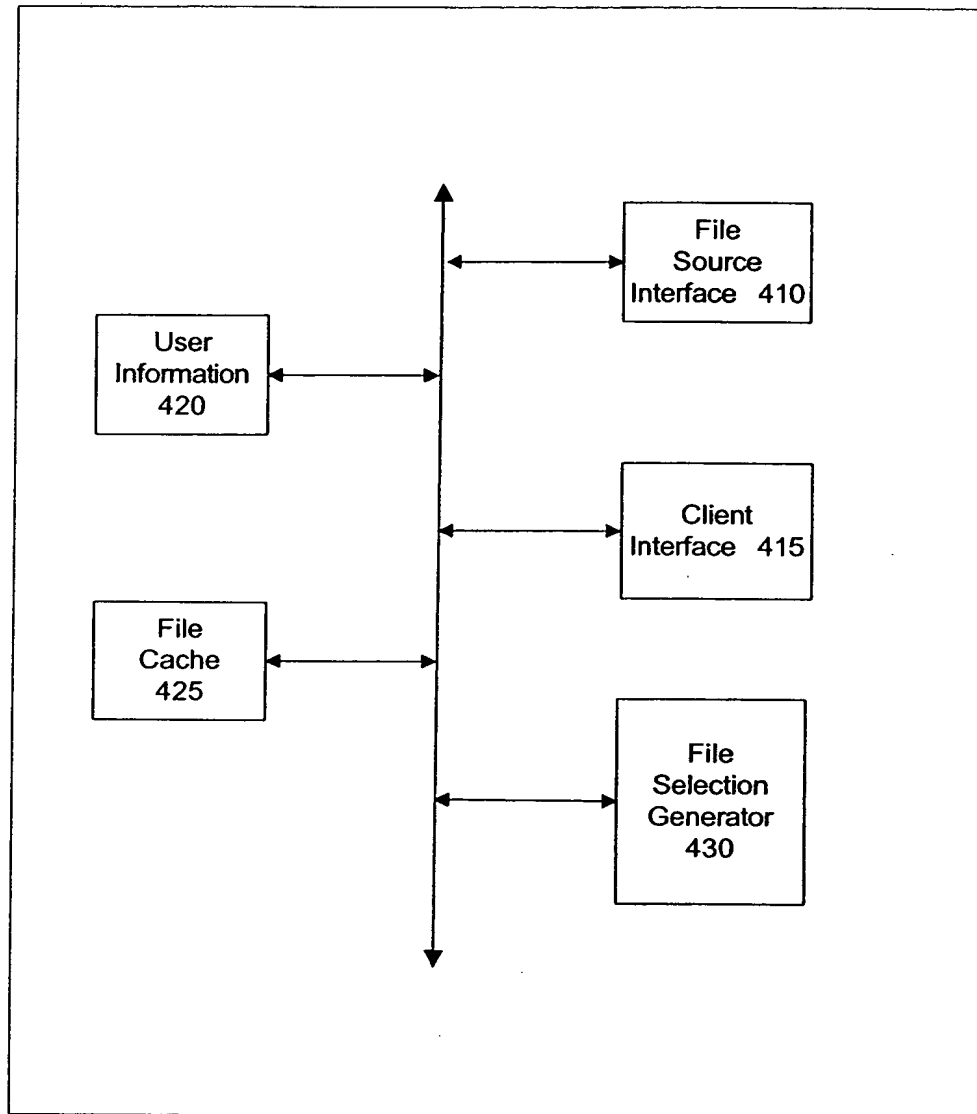 File
Source
Interface 410
User
Information
420
Client
Interface 415
File
Cache
425
File
Selection
Generator
430